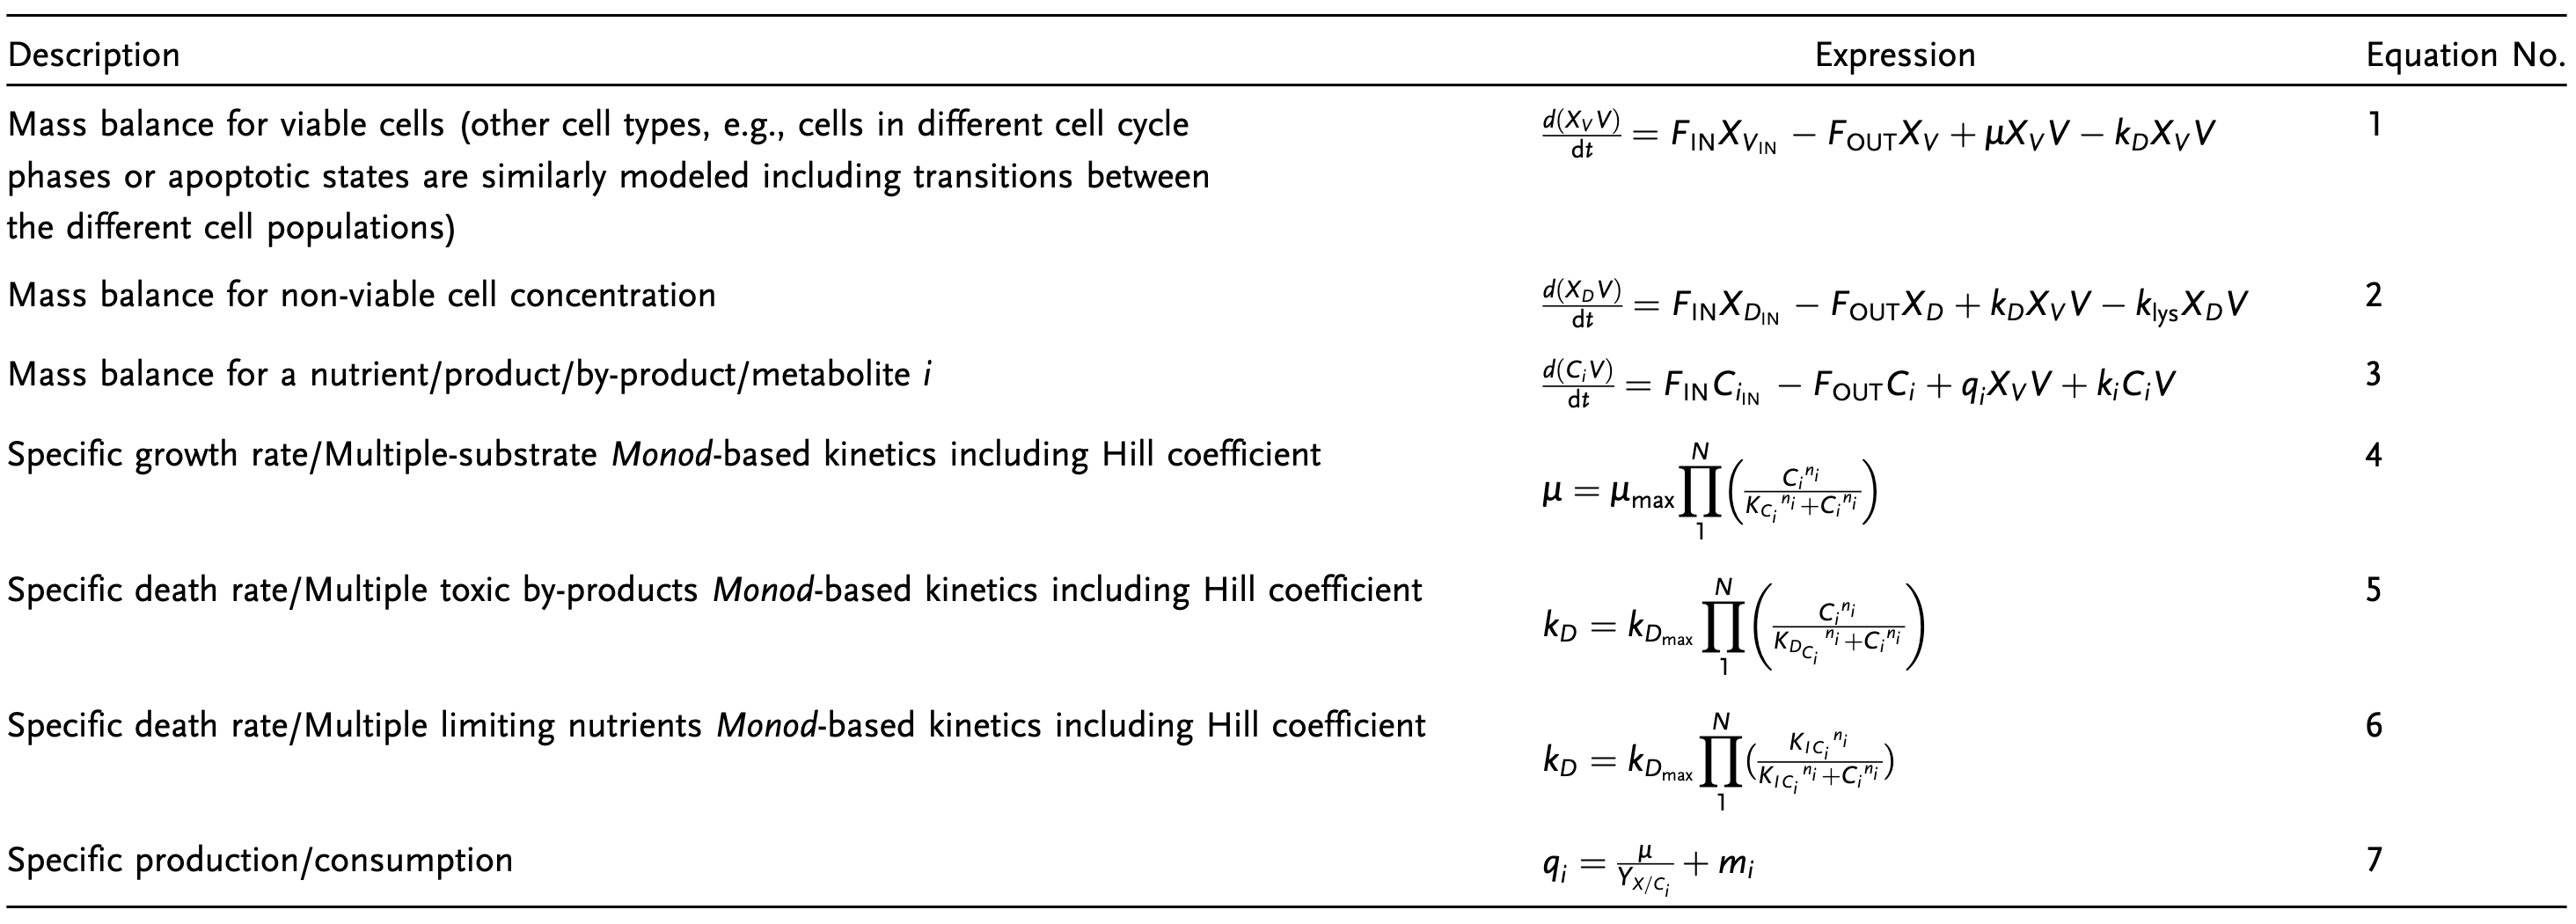 Description Expression Equation No.
Mass balance for viable cells (other cell types, e.g., cells in different cell cycle
phases or apoptotic states are similarly modeled including transitions between
the different cell populations)
\frac{d(X_V V)}{dt} = F_{IN} X_{V_{IN}} − F_{OUT} X_V + μ X_V V − k_D X_V V 1
Mass balance for non-viable cell concentration \frac{d(X_D V)}{dt} = F_{IN} X_{D_{IN}} − F_{OUT} X_D + k_D X_V V − k_{lys} X_D V 2
Mass balance for a nutrient/product/by-product/metabolite i \frac{d(C_i V)}{dt} = F_{IN} C_{i_{IN}} − F_{OUT} C_i + q_i X_V V + k_i C_i V 3
Specific growth rate/Multiple-substrate Monod-based kinetics including Hill coefficient μ = μ_{max} \prod_{1}^{N} \left( \frac{C_i^{n_i}}{K_{C_i}^{n_i} + C_i^{n_i}} \right) 4
Specific death rate/Multiple toxic by-products Monod-based kinetics including Hill coefficient k_D = k_{D_{max}} \prod_{1}^{N} \left( \frac{C_i^{n_i}}{K_{D_{C_i}}^{n_i} + C_i^{n_i}} \right) 5
Specific death rate/Multiple limiting nutrients Monod-based kinetics including Hill coefficient k_D = k_{D_{max}} \prod_{1}^{N} ( \frac{K_{IC_i}^{n_i}}{K_{IC_i}^{n_i} + C_i^{n_i}} ) 6
Specific production/consumption q_i = \frac{μ}{Y_{X/C_i}} + m_i 7